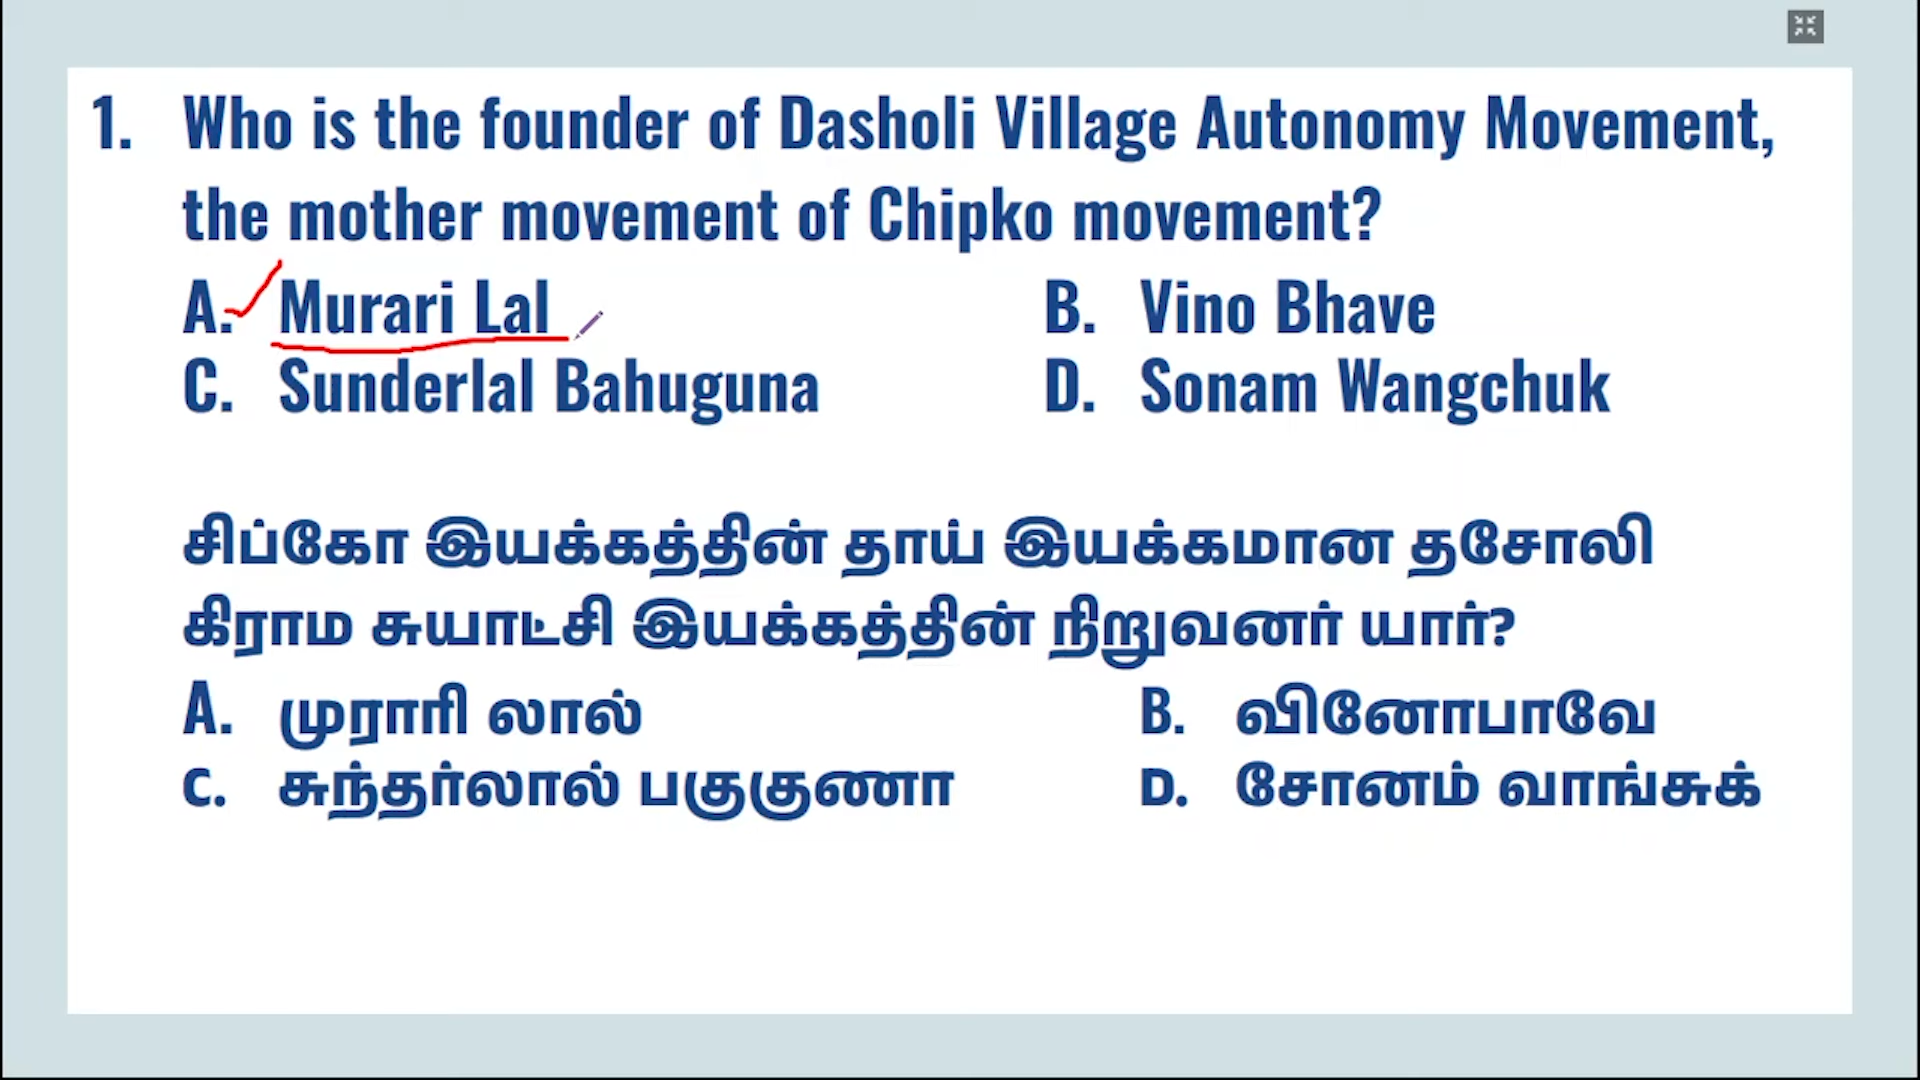 1. Who is the founder of Dasholi Village Autonomy Movement,
the mother movement of Chipko movement?
A. Murari Lal B. Vino Bhave
C. Sunderlal Bahuguna D. Sonam Wangchuk
சிப்கோ இயக்கத்தின் தாய் இயக்கமான தசோலி
கிராம சுயாட்சி இயக்கத்தின் நிறுவனர் யார்?
A. முராரி லால் B. வினோபாவே
C. சுந்தர்லால் பகுகுணா D. சோனம் வாங்சுக்